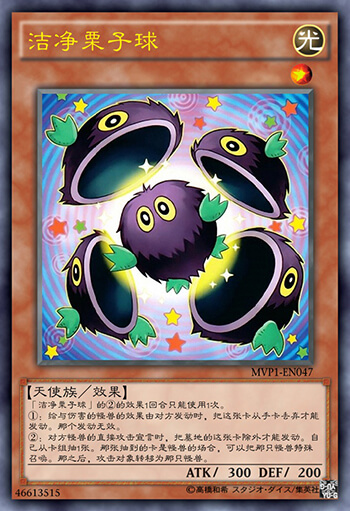 洁净栗子球
光
MVP1-EN047
【天使族／效果】
「洁净栗子球」的②的效果1回合只能使用1次。
①：给与伤害的怪兽的效果由对方发动时，把这张卡从手卡丢弃才能
发动。那个发动无效。
②：对方怪兽的直接攻击宣言时，把墓地的这张卡除外才能发动。自
己从卡组抽1张。那张抽到的卡是怪兽的场合，可以把那只怪兽特殊
召唤。那之后，攻击对象转移为那只怪兽。
ATK/ 300 DEF/ 200
46613515
©高橋和希 スタジオ・ダイス/集英社